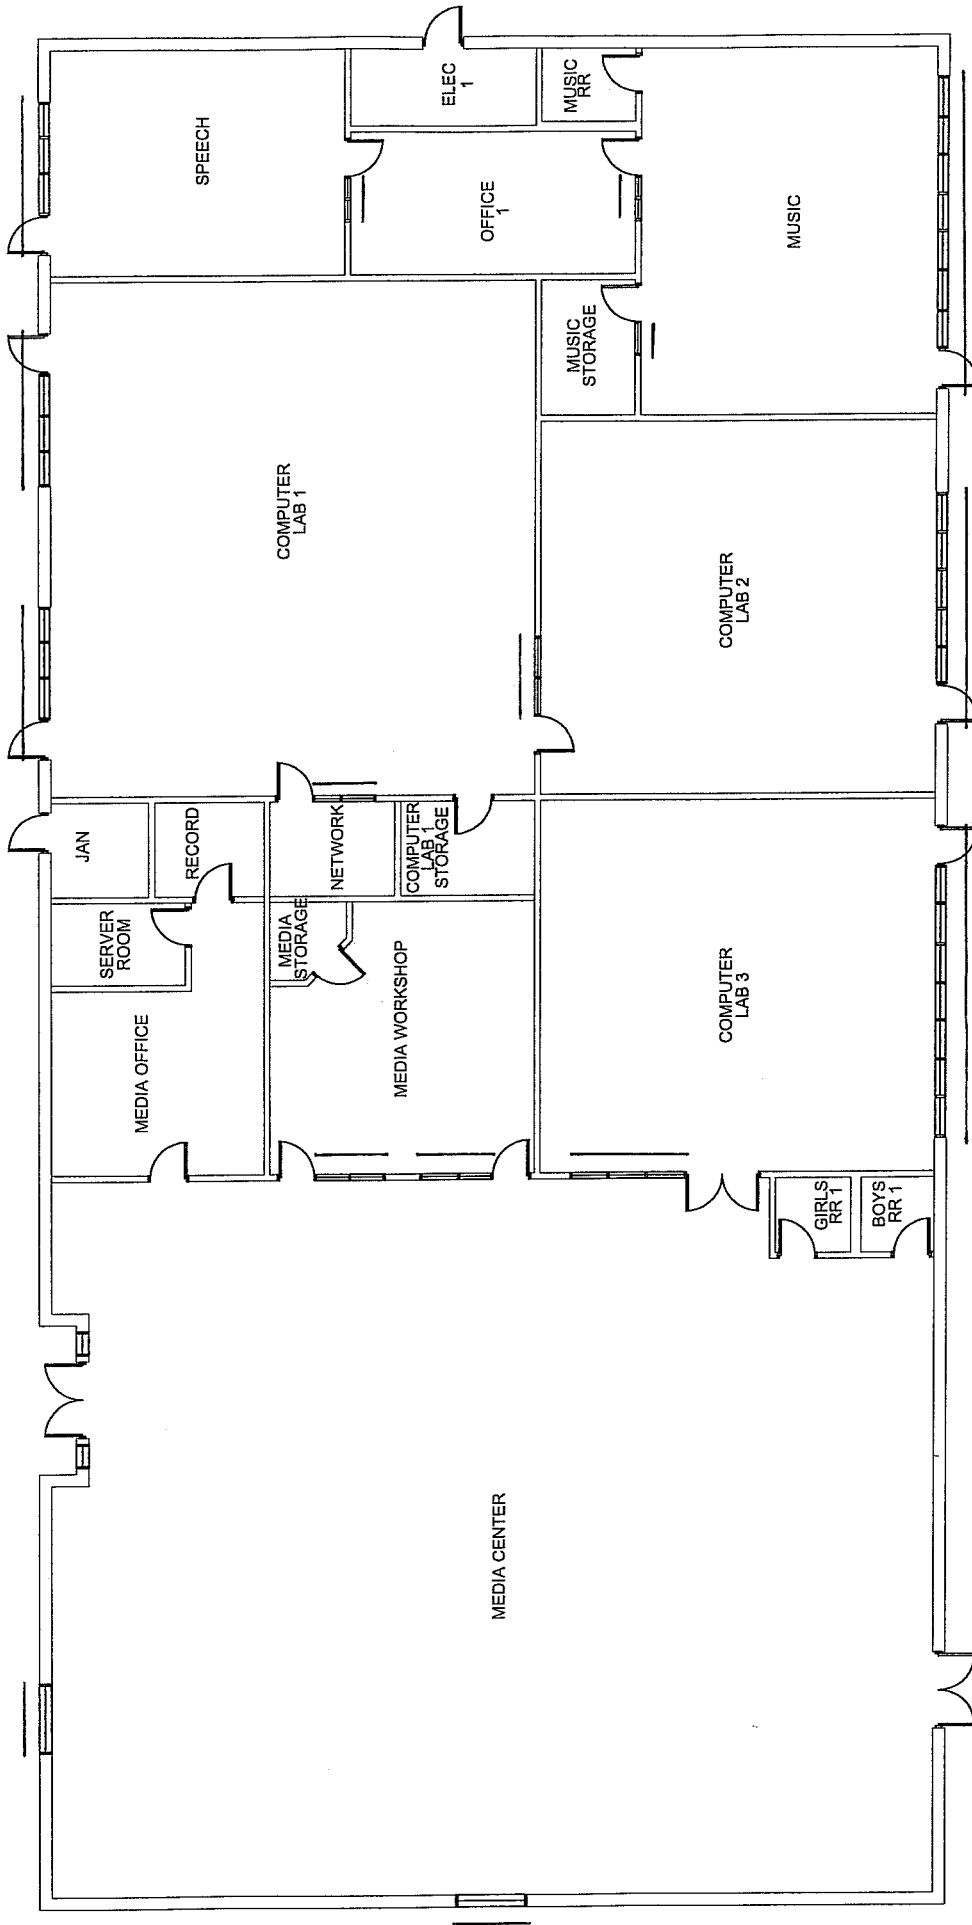 SPEECH
ELEC
1
MUSIC
RR
OFFICE
1
MUSIC
MUSIC
STORAGE
COMPUTER
LAB 1
COMPUTER
LAB 2
JAN
RECORD
NETWORK
COMPUTER
LAB 1
STORAGE
SERVER
ROOM
MEDIA
STORAGE
MEDIA OFFICE
MEDIA WORKSHOP
COMPUTER
LAB 3
GIRLS
RR 1
BOYS
RR 1
MEDIA CENTER